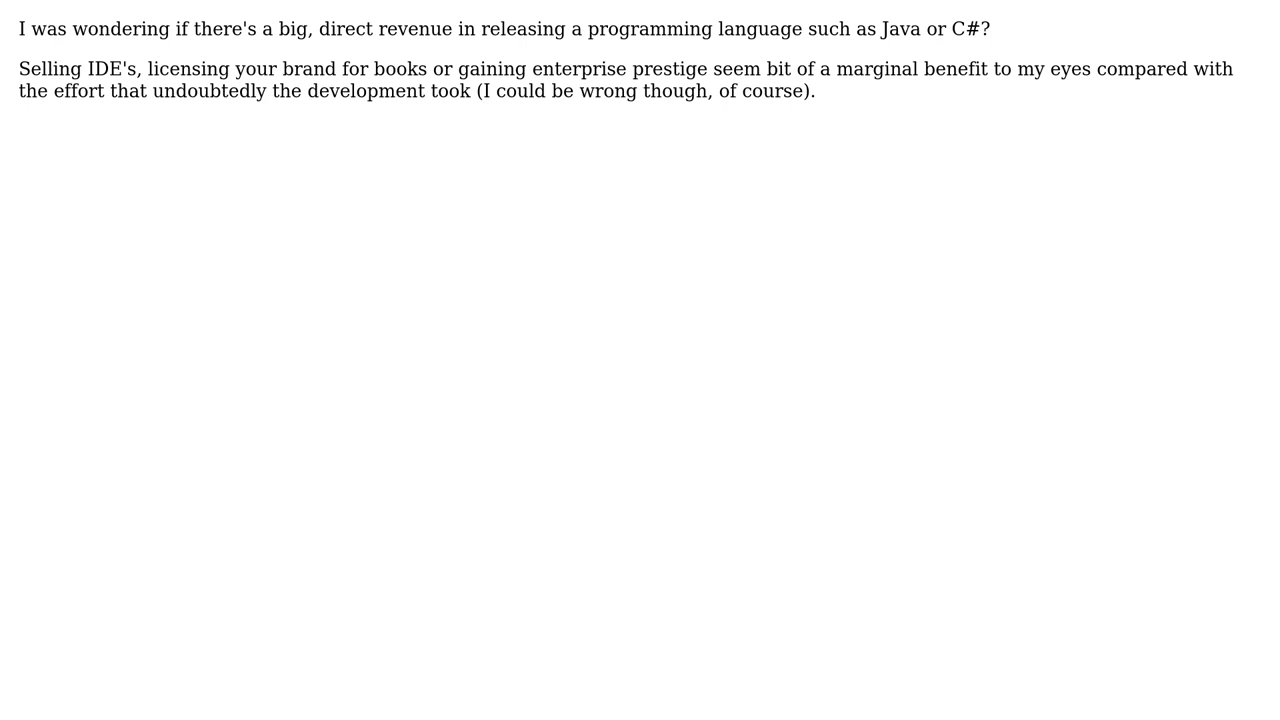 I was wondering if there's a big, direct revenue in releasing a programming language such as Java or C#?
Selling IDE's, licensing your brand for books or gaining enterprise prestige seem bit of a marginal benefit to my eyes compared with
the effort that undoubtedly the development took (I could be wrong though, of course).